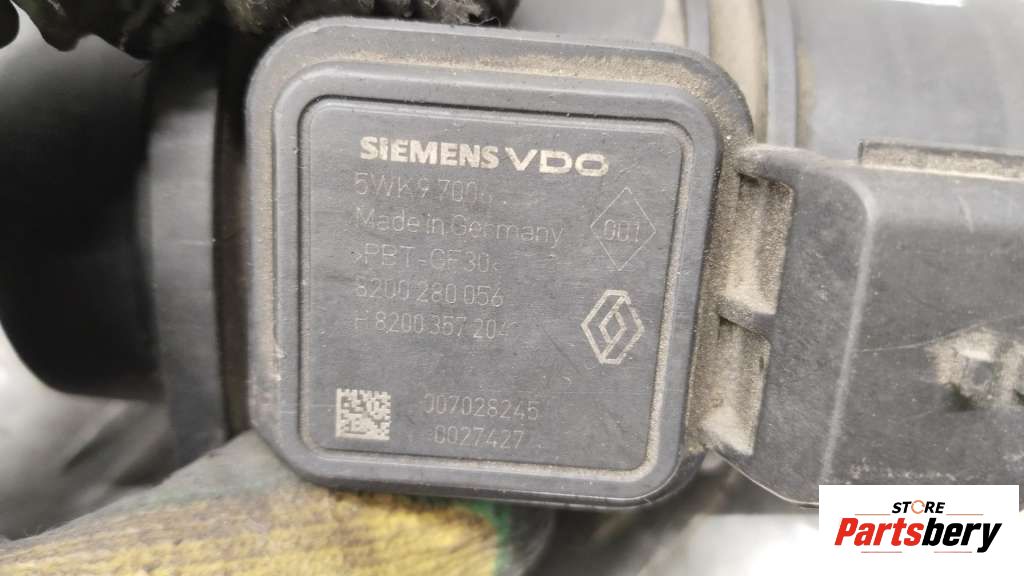 SIEMENS VDO
5WK9 7006
Made in Germany
001
>PBT-GF30<
8200 280 056
H 8200 357 204
007028245
0027427
STORE
Partsbery